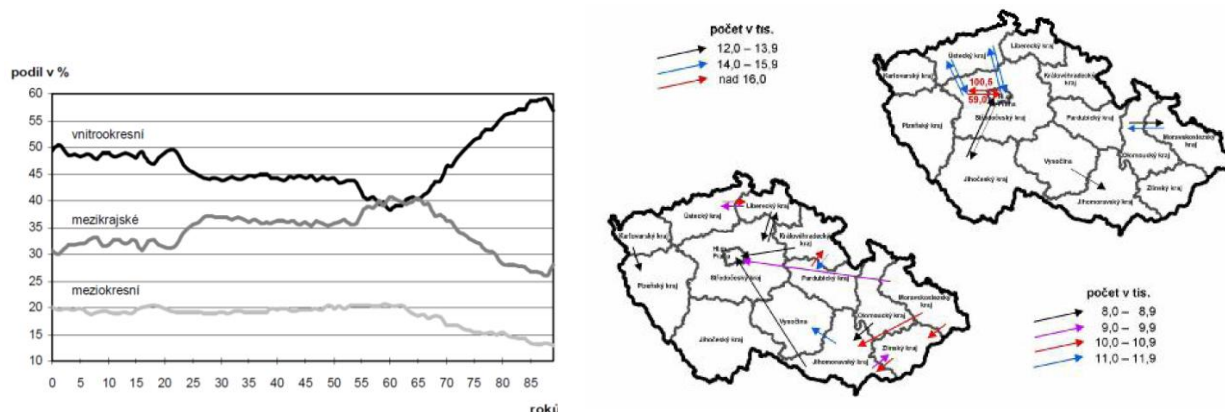 podíl v %
60
55
50
45
40
35
30
25
20
15
10
vnitrookresní
mezikrajské
meziokresní
0
5
10
15
20
25
30
35
40
45
50
55
60
65
70
75
80
85
roků
počet v tis.
12,0 – 13,9
14,0 – 15,9
nad 16,0
Ústecký kraj
Liberecký kraj
Karlovarský kraj
Královéhradecký kraj
100,5
59,0
Praha
Středočeský kraj
Plzeňský kraj
Pardubický kraj
Moravskoslezský kraj
Olomoucký kraj
Vysočina
Jihočeský kraj
Zlínský kraj
Jihomoravský kraj
Liberecký kraj
Ústecký kraj
Karlovarský kraj
Královéhradecký kraj
Hl. m.
Praha
Plzeňský kraj
Středočeský kraj
Pardubický kraj
Moravskoslezský kraj
Olomoucký kraj
Vysočina
Zlínský kraj
Jihočeský kraj
Jihomoravský kraj
počet v tis.
8,0 – 8,9
9,0 – 9,9
10,0 – 10,9
11,0 – 11,9